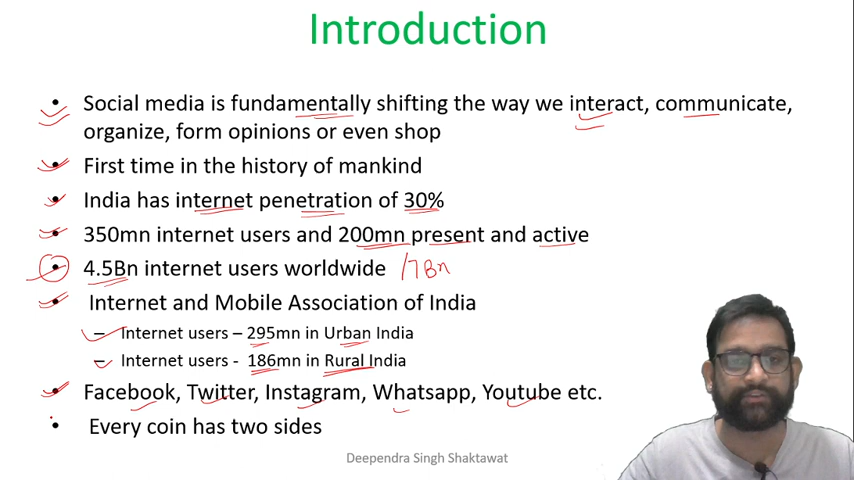 Introduction
• Social media is fundamentally shifting the way we interact, communicate,
organize, form opinions or even shop
• First time in the history of mankind
• India has internet penetration of 30%
• 350mn internet users and 200mn present and active
• 4.5Bn internet users worldwide /7Bn
• Internet and Mobile Association of India
– Internet users – 295mn in Urban India
– Internet users - 186mn in Rural India
• Facebook, Twitter, Instagram, Whatsapp, Youtube etc.
• Every coin has two sides
Deependra Singh Shaktawat